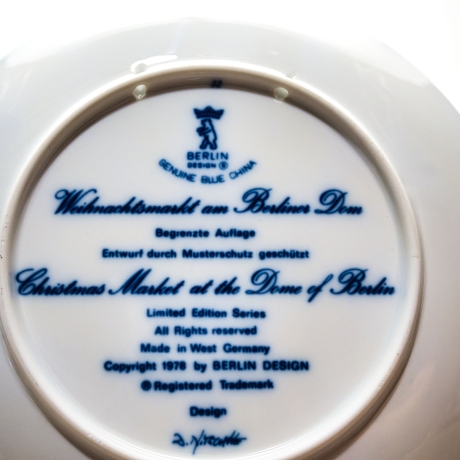 BERLIN
DESIGN ®
GENUINE BLUE CHINA
Weihnachtsmarkt am Berliner Dom
Begrenzte Auflage
Entwurf durch Musterschutz geschützt
Christmas Market at the Dome of Berlin
Limited Edition Series
All Rights reserved
Made in West Germany
Copyright 1978 by BERLIN DESIGN
® Registered Trademark
Design